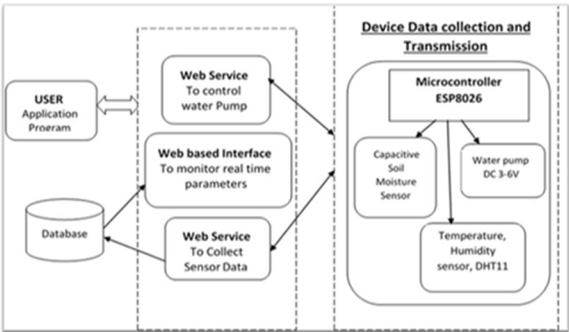 Device Data collection and
Transmission
Web Service
To control
water Pump
USER
Application
Program
Web based Interface
To monitor real time
parameters
Database
Web Service
To Collect
Sensor Data
Microcontroller
ESP8026
Capacitive
Soil
Moisture
Sensor
Water pump
DC 3-6V
Temperature,
Humidity
sensor, DHT11